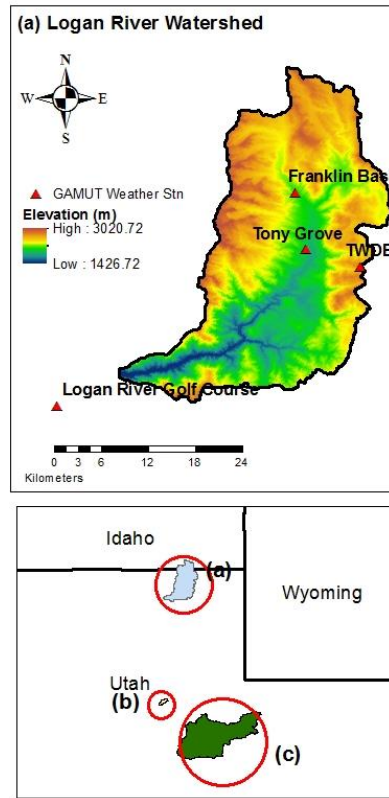 (a) Logan River Watershed
N
W E
S
Franklin Bas
GAMUT Weather Stn
Elevation (m)
High : 3020.72
Tony Grove
TWDE
Low : 1426.72
Logan River Golf Course
0 3 6 12 18 24
Kilometers
Idaho
(a)
Wyoming
Utah
(b)
(c)